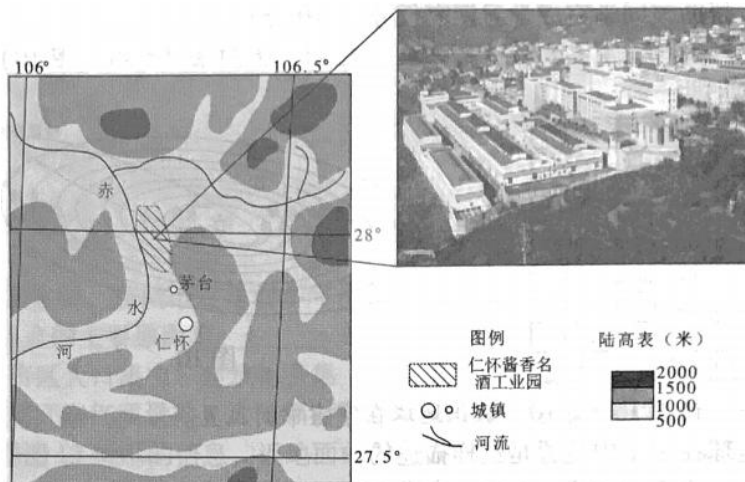 106°
106.5°
赤
28°
茅台
水
仁怀
河
27.5°
图例
仁怀酱香名
酒工业园
城镇
河流
陆高表（米）
2000
1500
1000
500